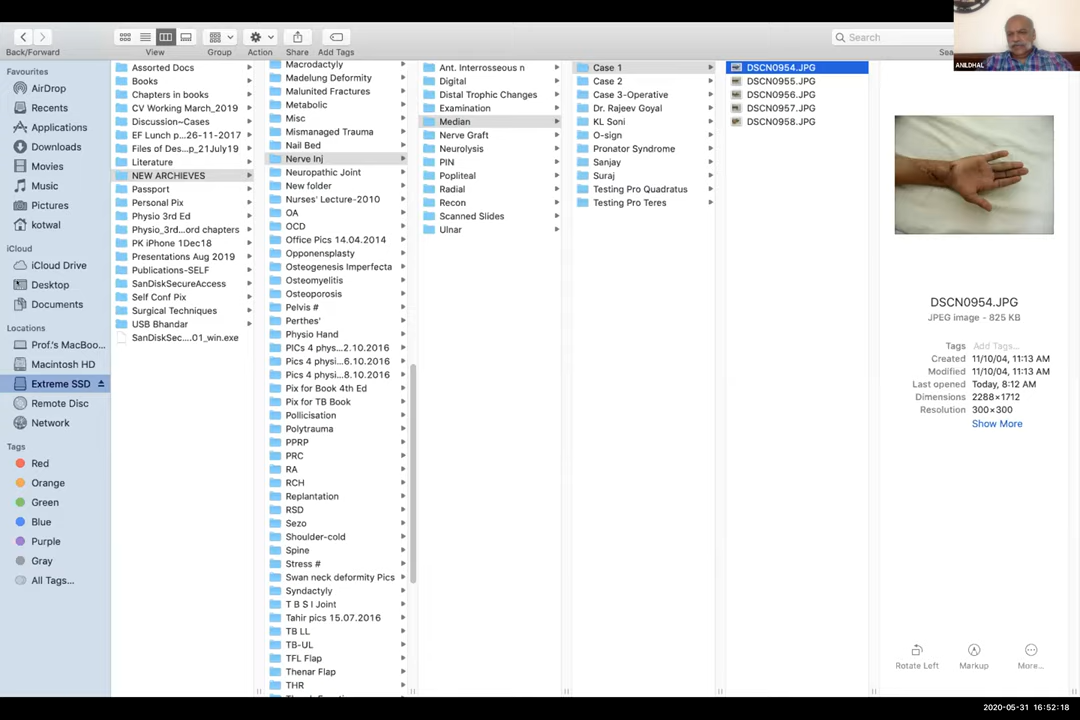 Back/Forward
View
Group
Action
Share
Add Tags
Search
ANILDHAL
Favourites
AirDrop
Recents
Applications
Downloads
Movies
Music
Pictures
kotwal
iCloud
iCloud Drive
Desktop
Documents
Locations
Prof.'s MacBoo...
Macintosh HD
Extreme SSD
Remote Disc
Network
Tags
Red
Orange
Green
Blue
Purple
Gray
All Tags...
Assorted Docs
Books
Chapters in books
CV Working March_2019
Discussion~Cases
EF Lunch p...26-11-2017
Files of Des...p_21July19
Literature
NEW ARCHIEVES
Passport
Personal Pix
Physio 3rd Ed
Physio_3rd...ord chapters
PK iPhone 1Dec18
Presentations Aug 2019
Publications-SELF
SanDiskSecureAccess
Self Conf Pix
Surgical Techniques
USB Bhandar
SanDiskSec....01_win.exe
Macrodactyly
Madelung Deformity
Malunited Fractures
Metabolic
Misc
Mismanaged Trauma
Nail Bed
Nerve Inj
Neuropathic Joint
New folder
Nurses' Lecture-2010
OA
OCD
Office Pics 14.04.2014
Opponensplasty
Osteogenesis Imperfecta
Osteomyelitis
Osteoporosis
Pelvis #
Perthes'
Physio Hand
PICs 4 phys...2.10.2016
Pics 4 physi...6.10.2016
Pics 4 physi...8.10.2016
Pix for Book 4th Ed
Pix for TB Book
Pollicisation
Polytrauma
PPRP
PRC
RA
RCH
Replantation
RSD
Sezo
Shoulder-cold
Spine
Stress #
Swan neck deformity Pics
Syndactyly
T B S I Joint
Tahir pics 15.07.2016
TB LL
TB-UL
TFL Flap
Thenar Flap
THR
Ant. Interrosseous n
Digital
Distal Trophic Changes
Examination
Median
Nerve Graft
Neurolysis
PIN
Popliteal
Radial
Recon
Scanned Slides
Ulnar
Case 1
Case 2
Case 3-Operative
Dr. Rajeev Goyal
KL Soni
O-sign
Pronator Syndrome
Sanjay
Suraj
Testing Pro Quadratus
Testing Pro Teres
DSCN0954.JPG
DSCN0955.JPG
DSCN0956.JPG
DSCN0957.JPG
DSCN0958.JPG
DSCN0954.JPG
JPEG image - 825 KB
Tags Add Tags...
Created 11/10/04, 11:13 AM
Modified 11/10/04, 11:13 AM
Last opened Today, 8:12 AM
Dimensions 2288×1712
Resolution 300×300
Show More
Rotate Left
Markup
More...
2020-05-31 16:52:18